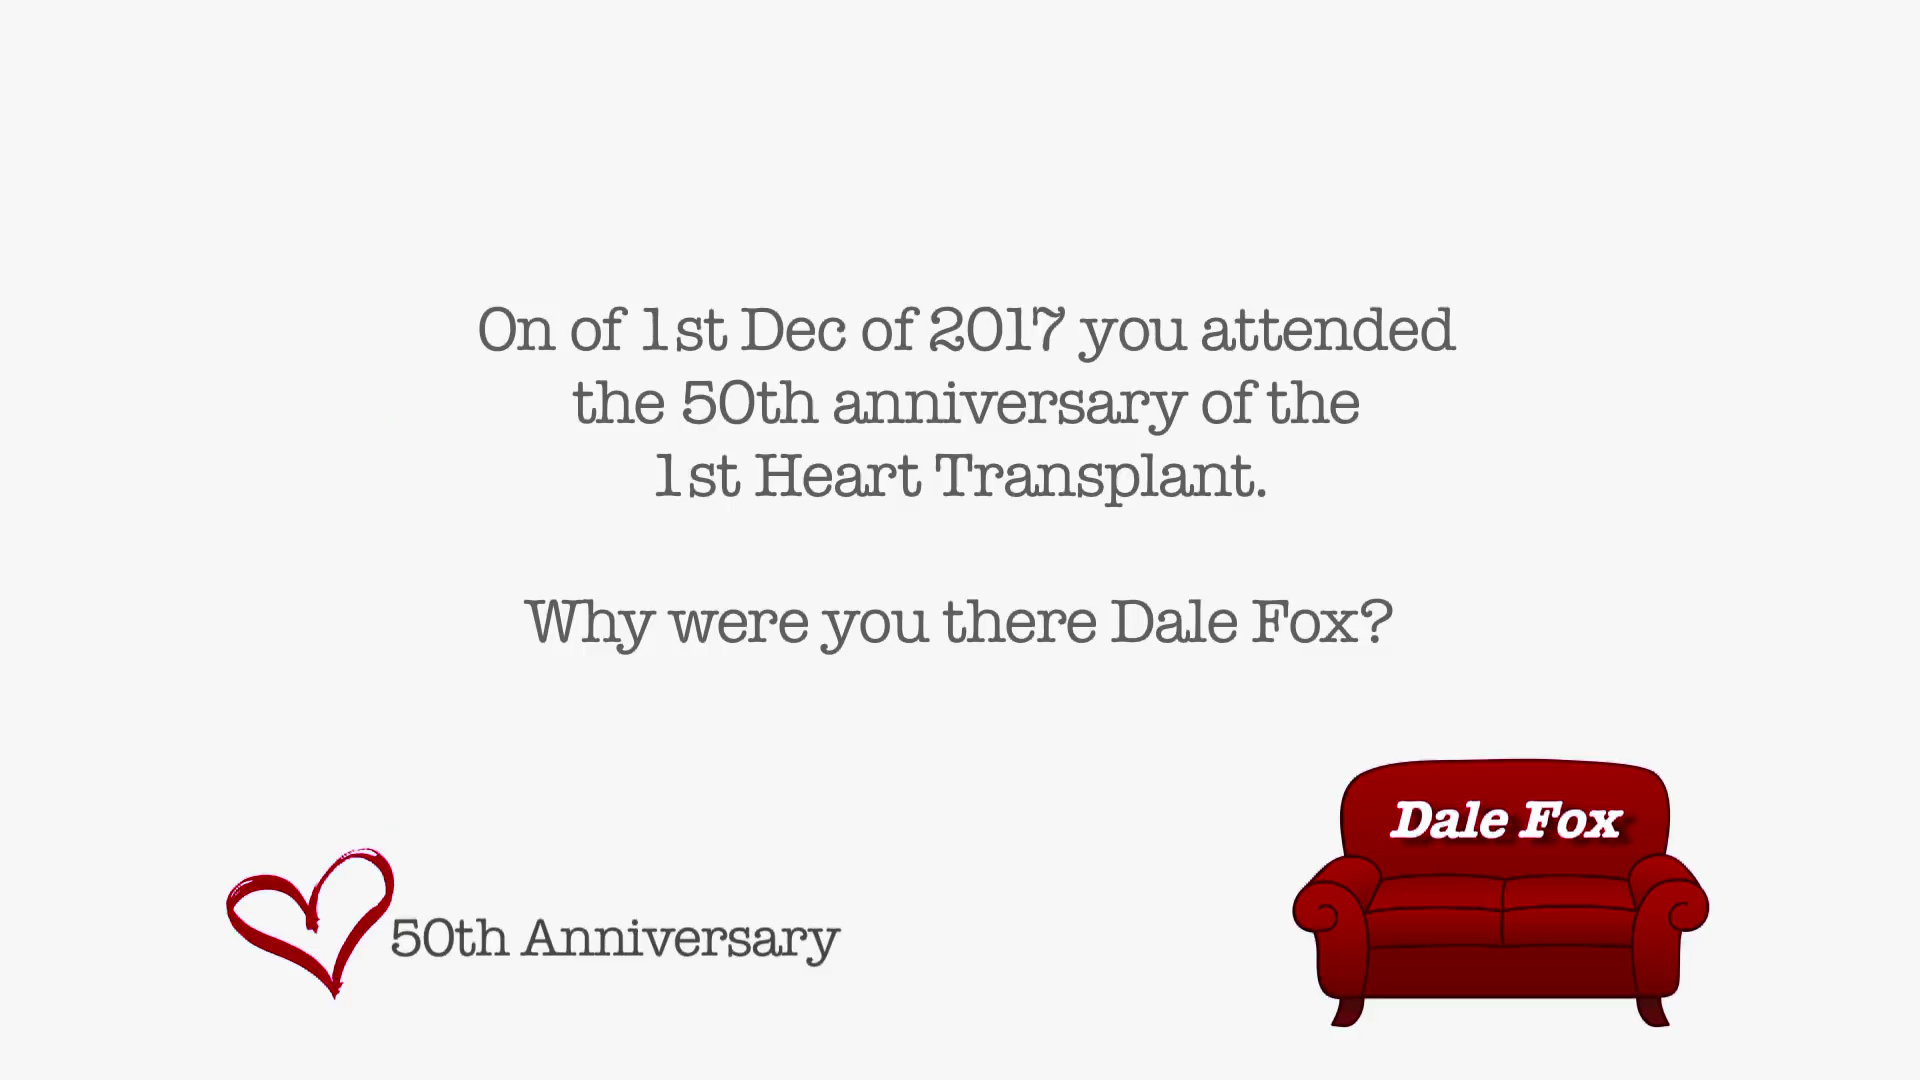 On of 1st Dec of 2017 you attended
the 50th anniversary of the
1st Heart Transplant.
Why were you there Dale Fox?
Dale Fox
50th Anniversary